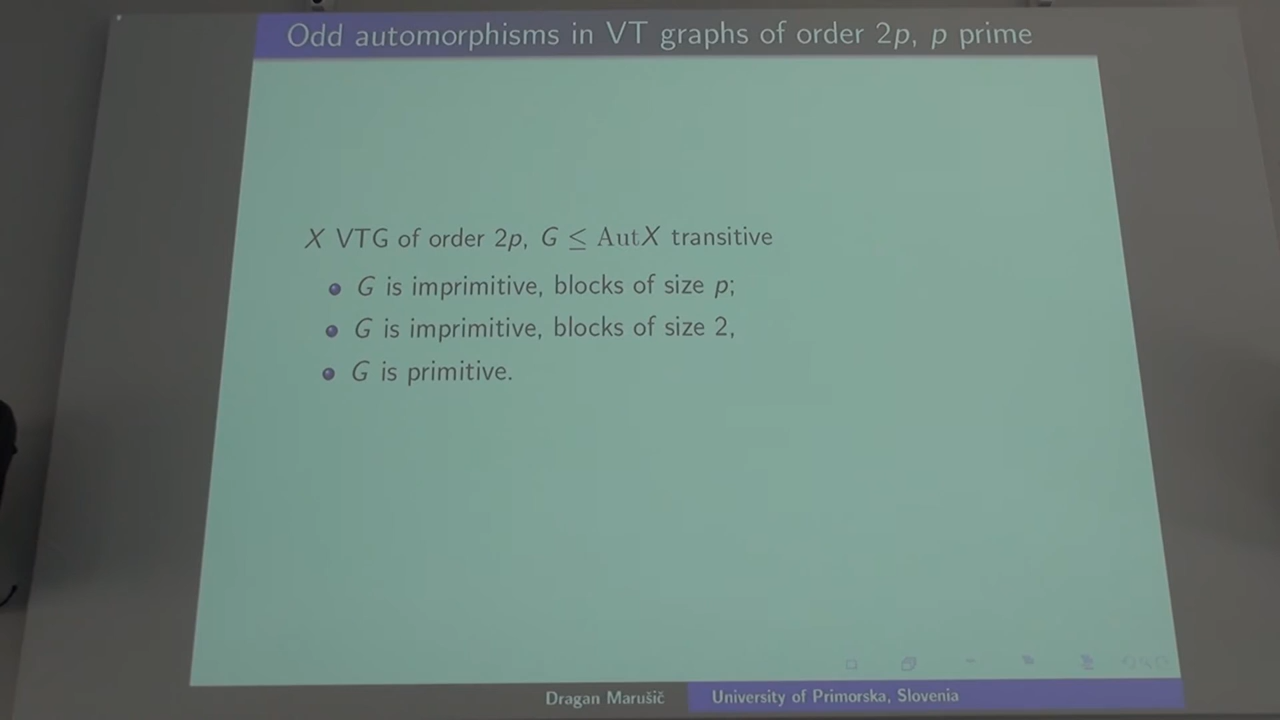 Odd automorphisms in VT graphs of order 2p, p prime
X VTG of order 2p, G ≤ AutX transitive
G is imprimitive, blocks of size p;
G is imprimitive, blocks of size 2,
G is primitive.
Dragan Marušič University of Primorska, Slovenia